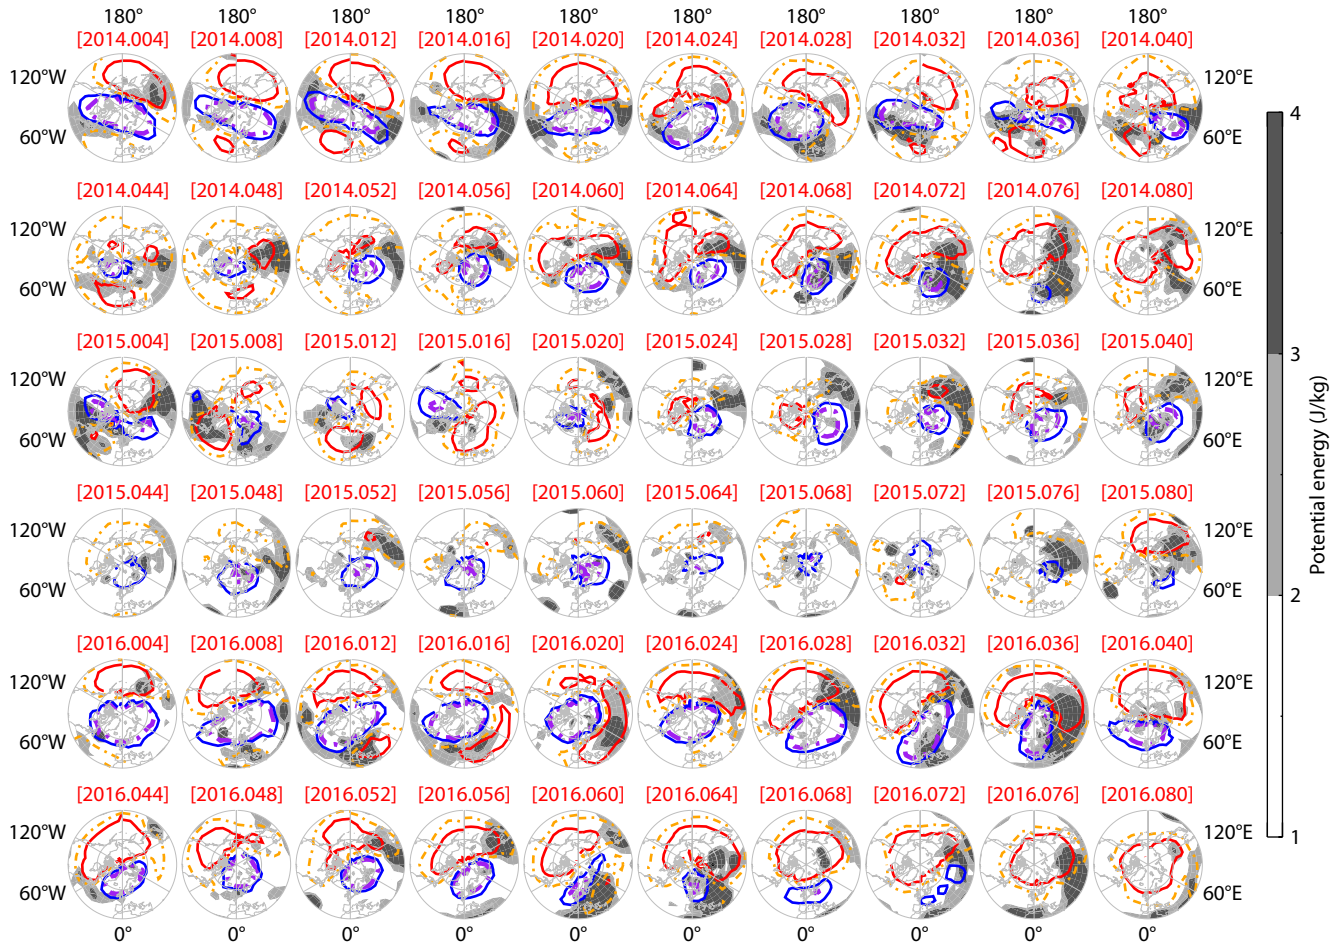 180° 180° 180° 180° 180° 180° 180° 180° 180° 180°
[2014.004] [2014.008] [2014.012] [2014.016] [2014.020] [2014.024] [2014.028] [2014.032] [2014.036] [2014.040]
120°W 120°E
60°W 60°E
[2014.044] [2014.048] [2014.052] [2014.056] [2014.060] [2014.064] [2014.068] [2014.072] [2014.076] [2014.080]
120°W 120°E
60°W 60°E
[2015.004] [2015.008] [2015.012] [2015.016] [2015.020] [2015.024] [2015.028] [2015.032] [2015.036] [2015.040]
120°W 120°E
60°W 60°E
[2015.044] [2015.048] [2015.052] [2015.056] [2015.060] [2015.064] [2015.068] [2015.072] [2015.076] [2015.080]
120°W 120°E
60°W 60°E
[2016.004] [2016.008] [2016.012] [2016.016] [2016.020] [2016.024] [2016.028] [2016.032] [2016.036] [2016.040]
120°W 120°E
60°W 60°E
[2016.044] [2016.048] [2016.052] [2016.056] [2016.060] [2016.064] [2016.068] [2016.072] [2016.076] [2016.080]
120°W 120°E
60°W 60°E
0° 0° 0° 0° 0° 0° 0° 0° 0° 0°
4
3
2
1
Potential energy (J/kg)